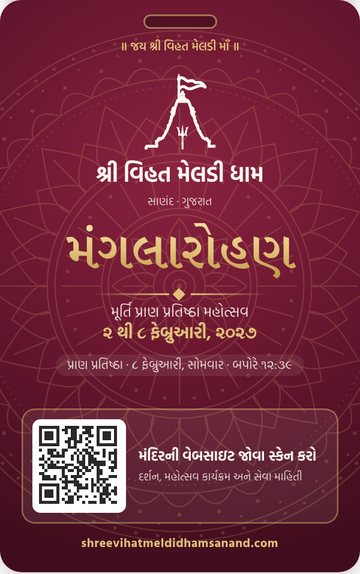 ॥ જય શ્રી વિહત મેલડી માઁ ॥
શ્રી વિહત મેલડી ધામ
સાણંદ · ગુજરાત
મંગલારોહણ
મૂર્તિ પ્રાણ પ્રતિષ્ઠા મહોત્સવ
૨ થી ૮ ફેબ્રુઆરી, ૨૦૨૭
પ્રાણ પ્રતિષ્ઠા · ૮ ફેબ્રુઆરી, સોમવાર · બપોરે ૧૨:૩૯
મંદિરની વેબસાઇટ જોવા સ્કેન કરો
દર્શન, મહોત્સવ કાર્યક્રમ અને સેવા માહિતી
shreevihatmeldidhamsanand.com